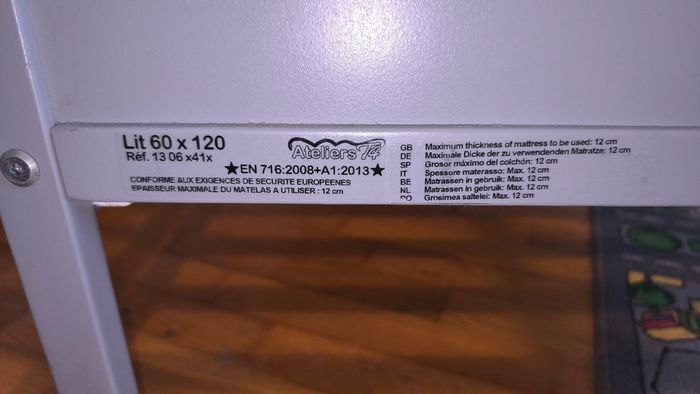 Lit 60 x 120
Réf. 13 06 x41x
Ateliers T4
★EN 716:2008+A1:2013★
CONFORME AUX EXIGENCES DE SECURITE EUROPEENES
EPAISSEUR MAXIMALE DU MATELAS A UTILISER : 12 cm
GB Maximum thickness of mattress to be used: 12 cm
DE Maximale Dicke der zu verwendenden Matratze: 12 cm
SP Grosor máximo del colchón: 12 cm
IT Spessore materasso: Max. 12 cm
BE Matrassen in gebruik: Max. 12 cm
NL Matrassen in gebruik: Max. 12 cm
RO Grosimea saltelei: Max. 12 cm